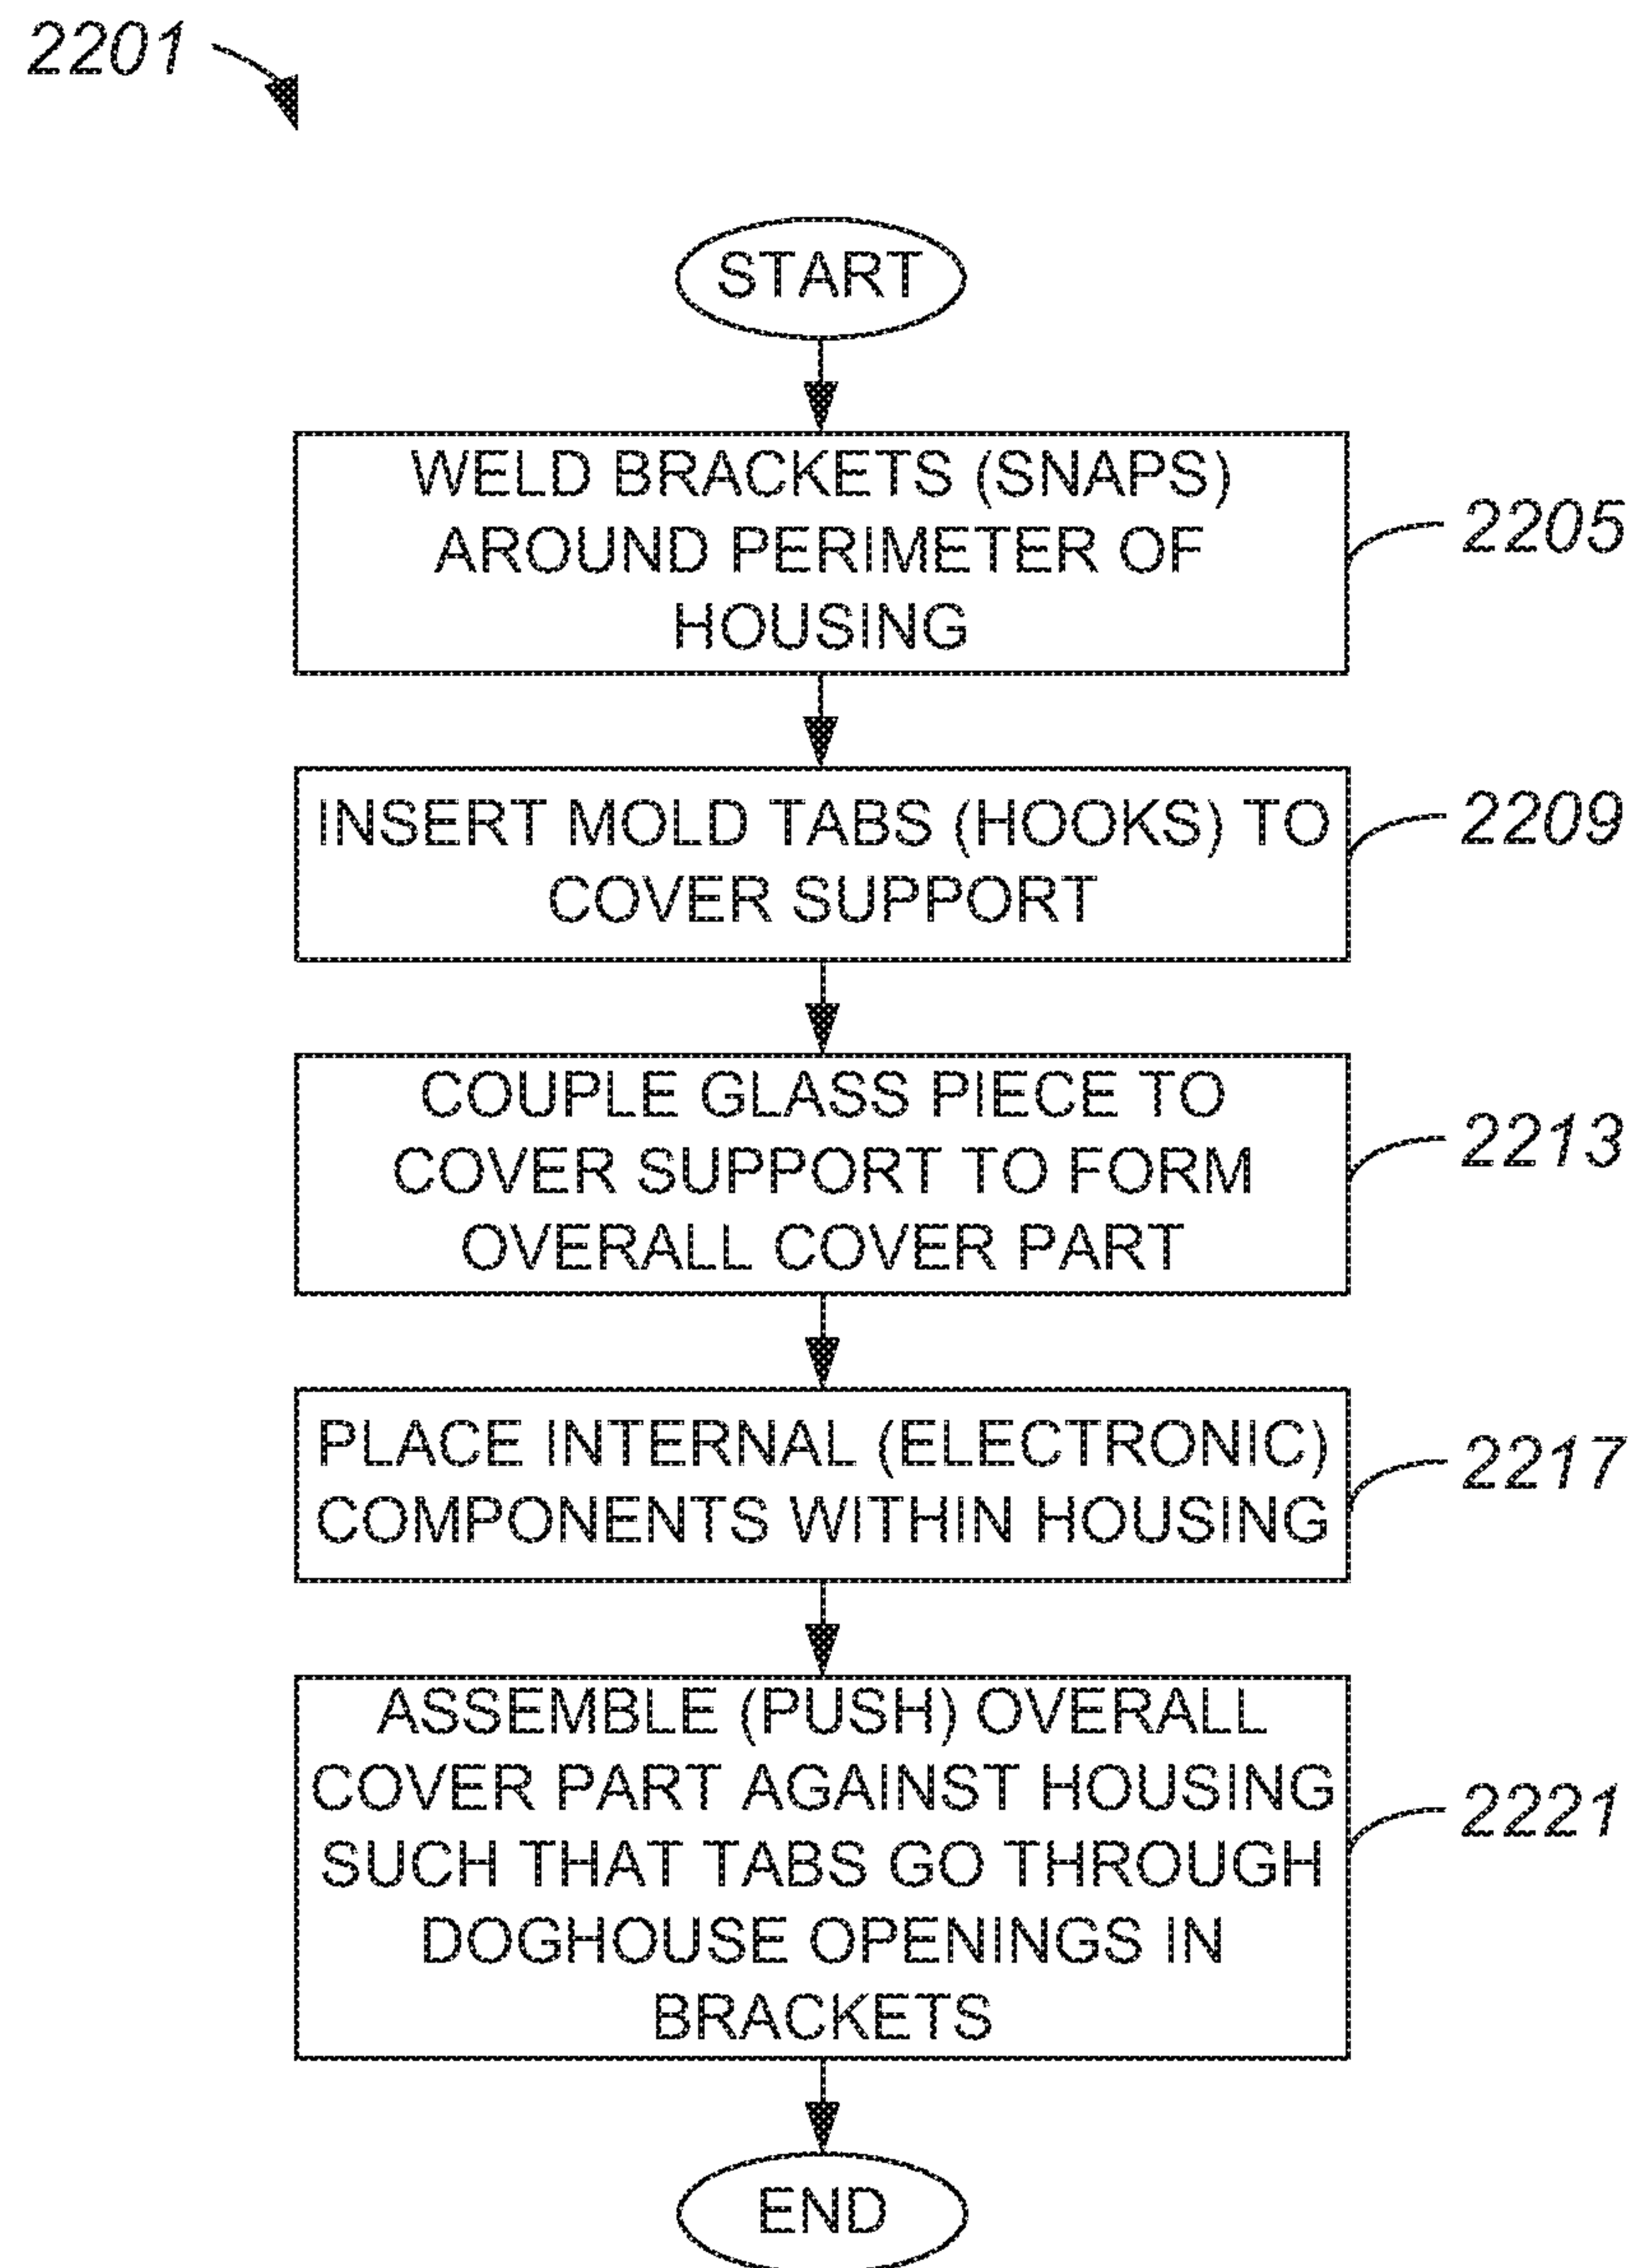 2201
START
WELD BRACKETS (SNAPS)
AROUND PERIMETER OF
HOUSING
2205
INSERT MOLD TABS (HOOKS) TO
COVER SUPPORT
2209
COUPLE GLASS PIECE TO
COVER SUPPORT TO FORM
OVERALL COVER PART
2213
PLACE INTERNAL (ELECTRONIC)
COMPONENTS WITHIN HOUSING
2217
ASSEMBLE (PUSH) OVERALL
COVER PART AGAINST HOUSING
SUCH THAT TABS GO THROUGH
DOGHOUSE OPENINGS IN
BRACKETS
2221
END